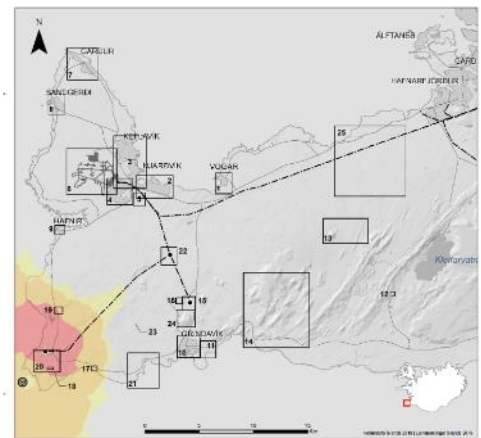 N
ÁLFTANES
GARÐUR
GARÐ
HAFNARFJÖRÐUR
7
SANDGERÐI
8
25
KEFLAVÍK
3
NJARÐVÍK
VOGAR
2
1
6
4
5
HAFNIR
9
13
22
Kleifarvatn
12
16
15
19
24
23
GRINDAVÍK
10
11
14
20
17
21
18
0
5
10
15
Km